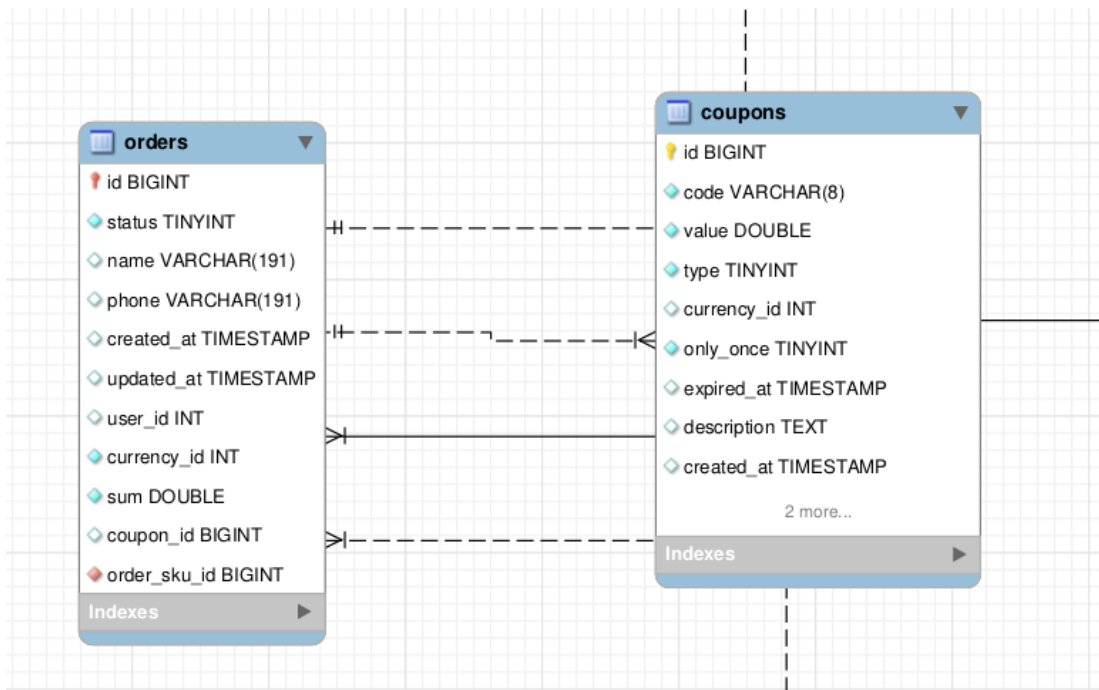 orders
id BIGINT
status TINYINT
name VARCHAR(191)
phone VARCHAR(191)
created_at TIMESTAMP
updated_at TIMESTAMP
user_id INT
currency_id INT
sum DOUBLE
coupon_id BIGINT
order_sku_id BIGINT
Indexes
coupons
id BIGINT
code VARCHAR(8)
value DOUBLE
type TINYINT
currency_id INT
only_once TINYINT
expired_at TIMESTAMP
description TEXT
created_at TIMESTAMP
2 more...
Indexes